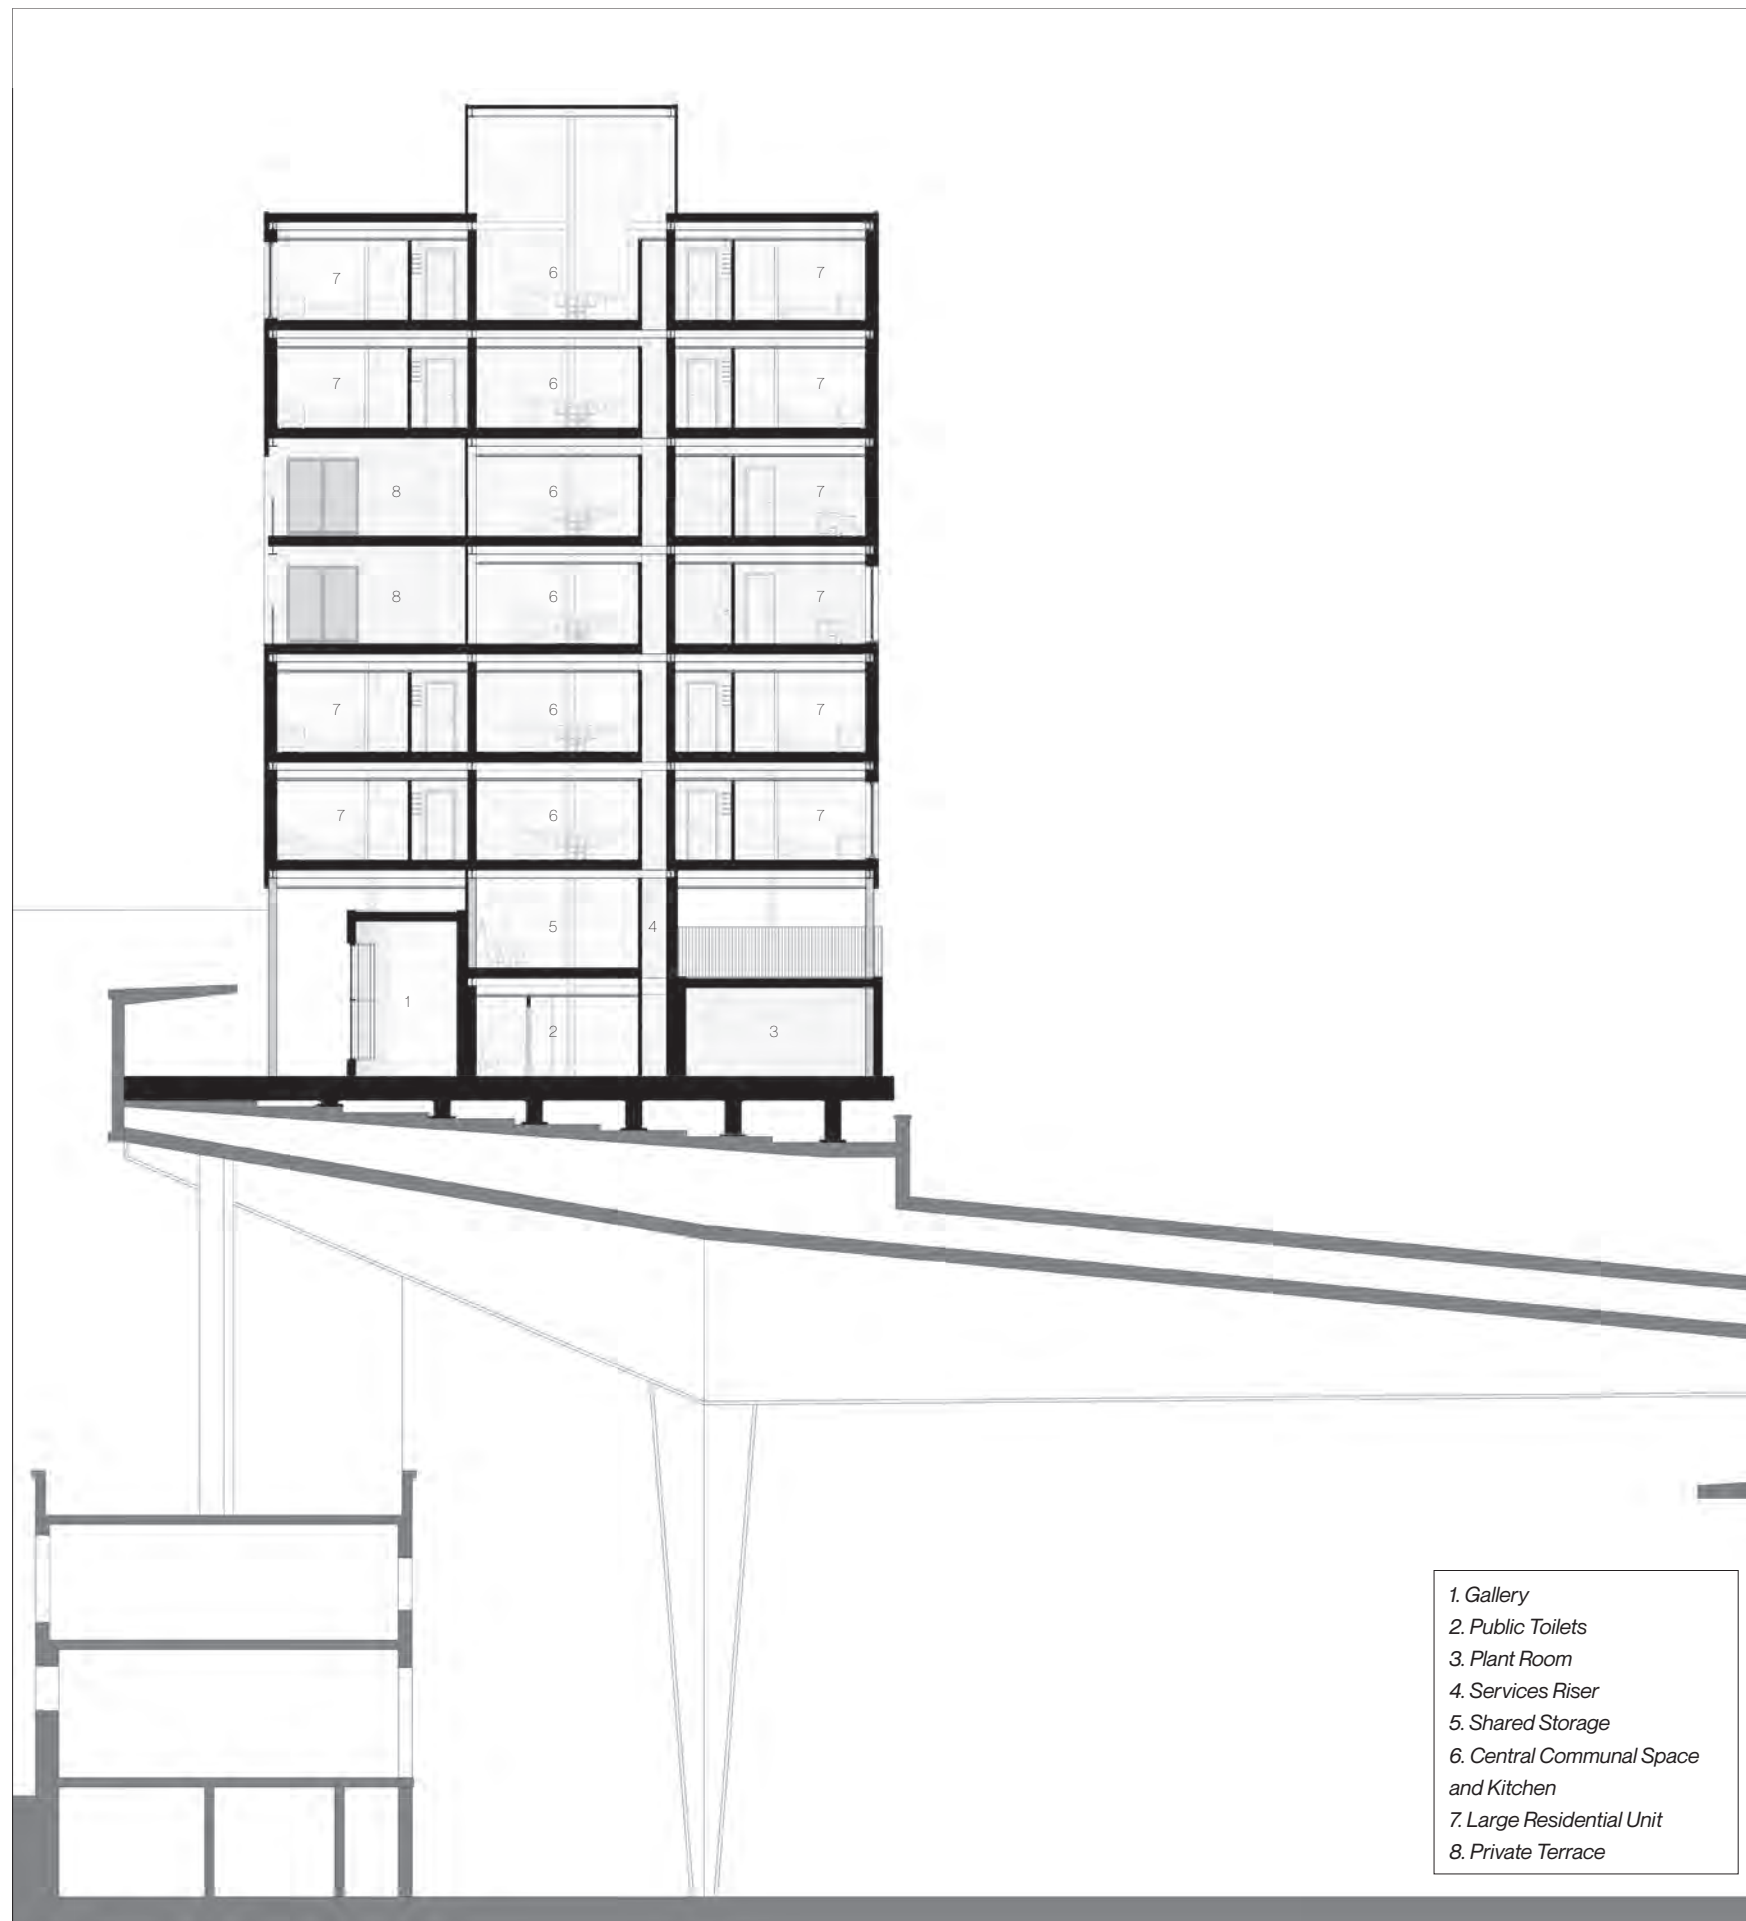 7 6 7
7 6 7
8 6 7
8 6 7
7 6 7
7 6 7
5 4
1 2 3
1. Gallery
2. Public Toilets
3. Plant Room
4. Services Riser
5. Shared Storage
6. Central Communal Space
and Kitchen
7. Large Residential Unit
8. Private Terrace